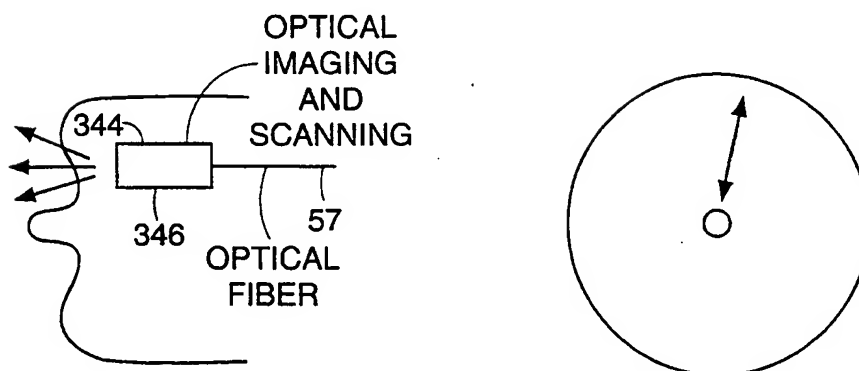 OPTICAL
IMAGING
AND
SCANNING
344
346
57
OPTICAL
FIBER